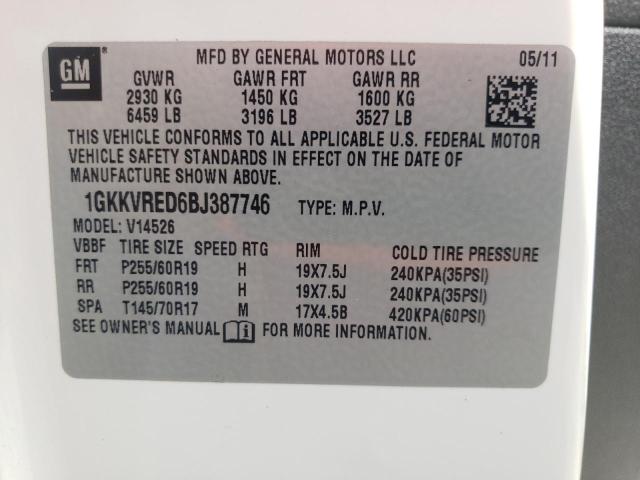 GM
MFD BY GENERAL MOTORS LLC 05/11
GVWR GAWR FRT GAWR RR
2930 KG 1450 KG 1600 KG
6459 LB 3196 LB 3527 LB
THIS VEHICLE CONFORMS TO ALL APPLICABLE U.S. FEDERAL MOTOR
VEHICLE SAFETY STANDARDS IN EFFECT ON THE DATE OF
MANUFACTURE SHOWN ABOVE.
1GKKVRED6BJ387746 TYPE: M.P.V.
MODEL: V14526
VBBF TIRE SIZE SPEED RTG RIM COLD TIRE PRESSURE
FRT P255/60R19 H 19X7.5J 240KPA(35PSI)
RR P255/60R19 H 19X7.5J 240KPA(35PSI)
SPA T145/70R17 M 17X4.5B 420KPA(60PSI)
SEE OWNER'S MANUAL i FOR MORE INFORMATION.